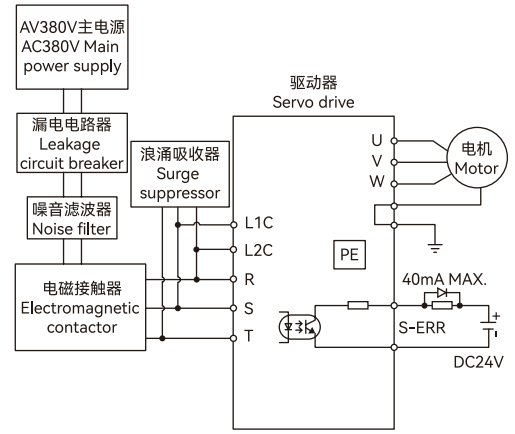 AV380V主电源
AC380V Main
power supply
漏电电路器
Leakage
circuit breaker
噪音滤波器
Noise filter
电磁接触器
Electromagnetic
contactor
浪涌吸收器
Surge
suppressor
驱动器
Servo drive
L1C
L2C
R
S
T
U
V
W
电机
Motor
PE
40mA MAX.
S-ERR
+
-
DC24V